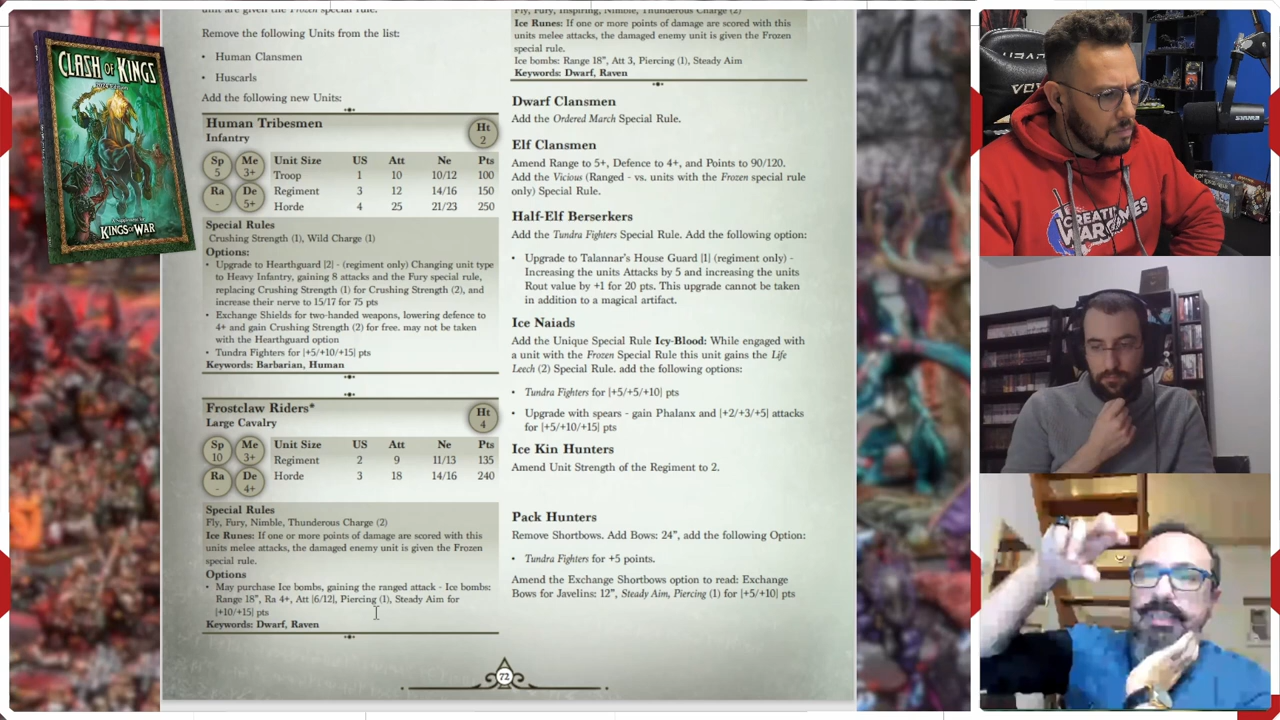 unit are given the Frozen special rule.
Remove the following Units from the list:
• Human Clansmen
• Huscarls
Add the following new Units:
Human Tribesmen
Infantry
Ht
2
Sp
5
Me
3+
Ra
-
De
5+
Unit Size US Att Ne Pts
Troop 1 10 10/12 100
Regiment 3 12 14/16 150
Horde 4 25 21/23 250
Special Rules
Crushing Strength (1), Wild Charge (1)
Options:
• Upgrade to Hearthguard [2] - (regiment only) Changing unit type
to Heavy Infantry, gaining 8 attacks and the Fury special rule,
replacing Crushing Strength (1) for Crushing Strength (2), and
increase their nerve to 15/17 for 75 pts
• Exchange Shields for two-handed weapons, lowering defence to
4+ and gain Crushing Strength (2) for free. may not be taken
with the Hearthguard option
• Tundra Fighters for [+5/+10/+15] pts
Keywords: Barbarian, Human
Frostclaw Riders*
Large Cavalry
Ht
4
Sp
10
Me
3+
Ra
-
De
4+
Unit Size US Att Ne Pts
Regiment 2 9 11/13 135
Horde 3 18 14/16 240
Special Rules
Fly, Fury, Nimble, Thunderous Charge (2)
Ice Runes: If one or more points of damage are scored with this
units melee attacks, the damaged enemy unit is given the Frozen
special rule.
Options
• May purchase Ice bombs, gaining the ranged attack - Ice bombs:
Range 18", Ra 4+, Att [6/12], Piercing (1), Steady Aim for
[+10/+15] pts
Keywords: Dwarf, Raven
Fly, Fury, Inspiring, Nimble, Thunderous Charge (2)
Ice Runes: If one or more points of damage are scored with this
units melee attacks, the damaged enemy unit is given the Frozen
special rule.
Ice bombs: Range 18", Att 3, Piercing (1), Steady Aim
Keywords: Dwarf, Raven
Dwarf Clansmen
Add the Ordered March Special Rule.
Elf Clansmen
Amend Range to 5+, Defence to 4+, and Points to 90/120.
Add the Vicious (Ranged - vs. units with the Frozen special rule
only) Special Rule.
Half-Elf Berserkers
Add the Tundra Fighters Special Rule. Add the following option:
• Upgrade to Talannar's House Guard [1] (regiment only) -
Increasing the units Attacks by 5 and increasing the units
Rout value by +1 for 20 pts. This upgrade cannot be taken
in addition to a magical artifact.
Ice Naiads
Add the Unique Special Rule Icy-Blood: While engaged with
a unit with the Frozen Special Rule this unit gains the Life
Leech (2) Special Rule. add the following options:
• Tundra Fighters for [+5/+5/+10] pts
• Upgrade with spears - gain Phalanx and [+2/+3/+5] attacks
for [+5/+10/+15] pts
Ice Kin Hunters
Amend Unit Strength of the Regiment to 2.
Pack Hunters
Remove Shortbows. Add Bows: 24", add the following Option:
• Tundra Fighters for +5 points.
Amend the Exchange Shortbows option to read: Exchange
Bows for Javelins: 12", Steady Aim, Piercing (1) for [+5/+10] pts
72
CLASH OF KINGS
KINGS OF WAR